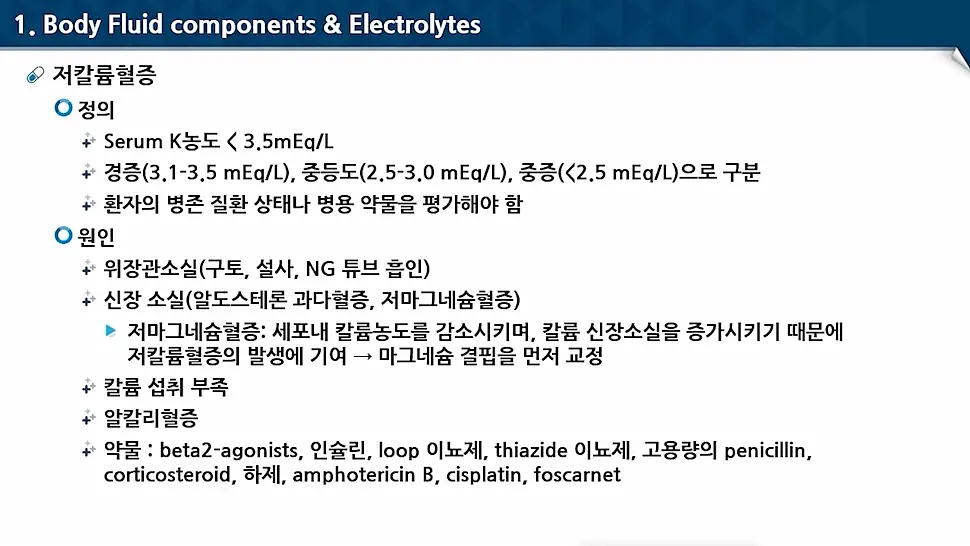 1. Body Fluid components & Electrolytes
저칼륨혈증
정의
Serum K농도 < 3.5mEq/L
경증(3.1-3.5 mEq/L), 중등도(2.5-3.0 mEq/L), 중증(<2.5 mEq/L)으로 구분
환자의 병존 질환 상태나 병용 약물을 평가해야 함
원인
위장관소실(구토, 설사, NG 튜브 흡인)
신장 소실(알도스테론 과다혈증, 저마그네슘혈증)
저마그네슘혈증: 세포내 칼륨농도를 감소시키며, 칼륨 신장소실을 증가시키기 때문에
저칼륨혈증의 발생에 기여 → 마그네슘 결핍을 먼저 교정
칼륨 섭취 부족
알칼리혈증
약물 : beta2-agonists, 인슐린, loop 이뇨제, thiazide 이뇨제, 고용량의 penicillin,
corticosteroid, 하제, amphotericin B, cisplatin, foscarnet